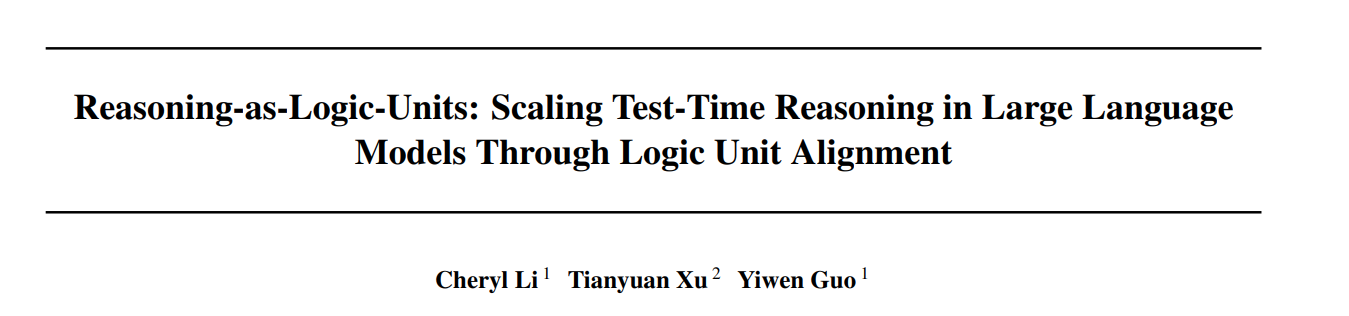 Reasoning-as-Logic-Units: Scaling Test-Time Reasoning in Large Language
Models Through Logic Unit Alignment
Cheryl Li 1 Tianyuan Xu 2 Yiwen Guo 1